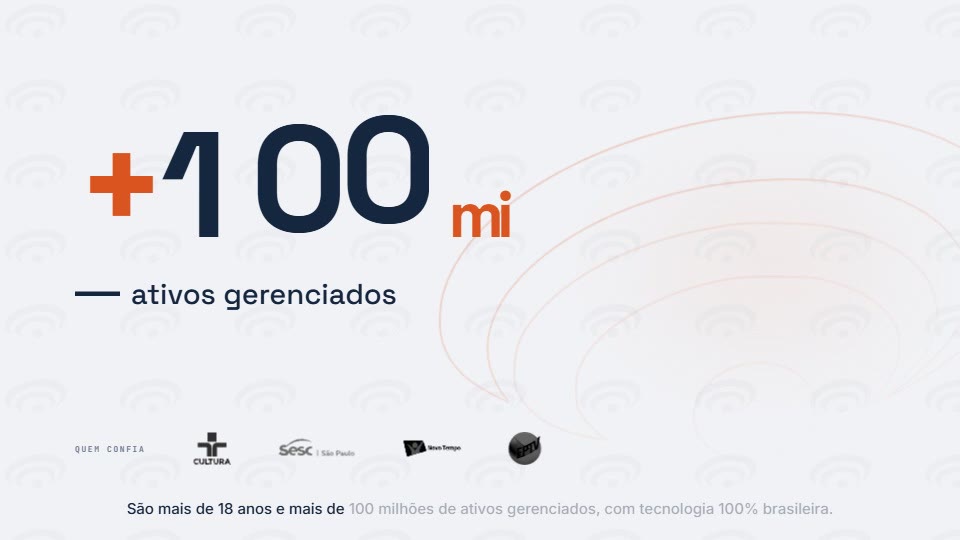 +100 mi
ativos gerenciados
QUEM CONFIA
CULTURA
Sesc | São Paulo
Novo Tempo
EPTV
São mais de 18 anos e mais de 100 milhões de ativos gerenciados, com tecnologia 100% brasileira.